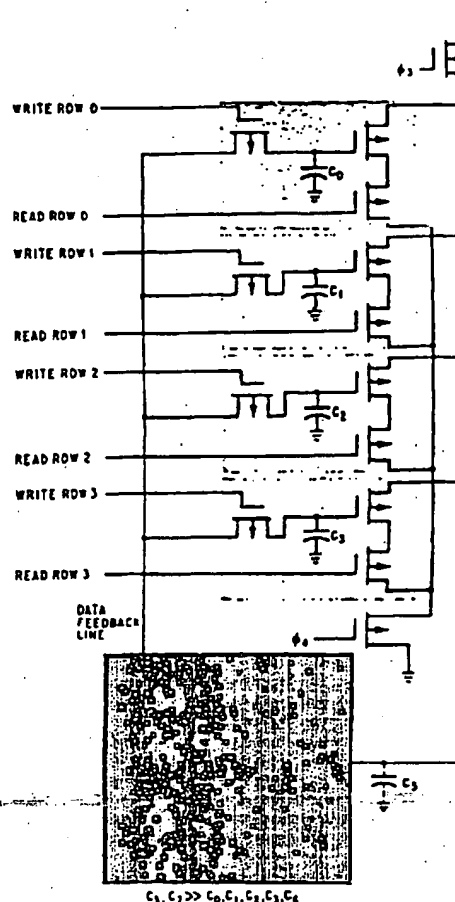 ϕ3
WRITE ROW 0
C0
READ ROW 0
WRITE ROW 1
C1
READ ROW 1
WRITE ROW 2
C2
READ ROW 2
WRITE ROW 3
C3
READ ROW 3
DATA
FEEDBACK
LINE
C5